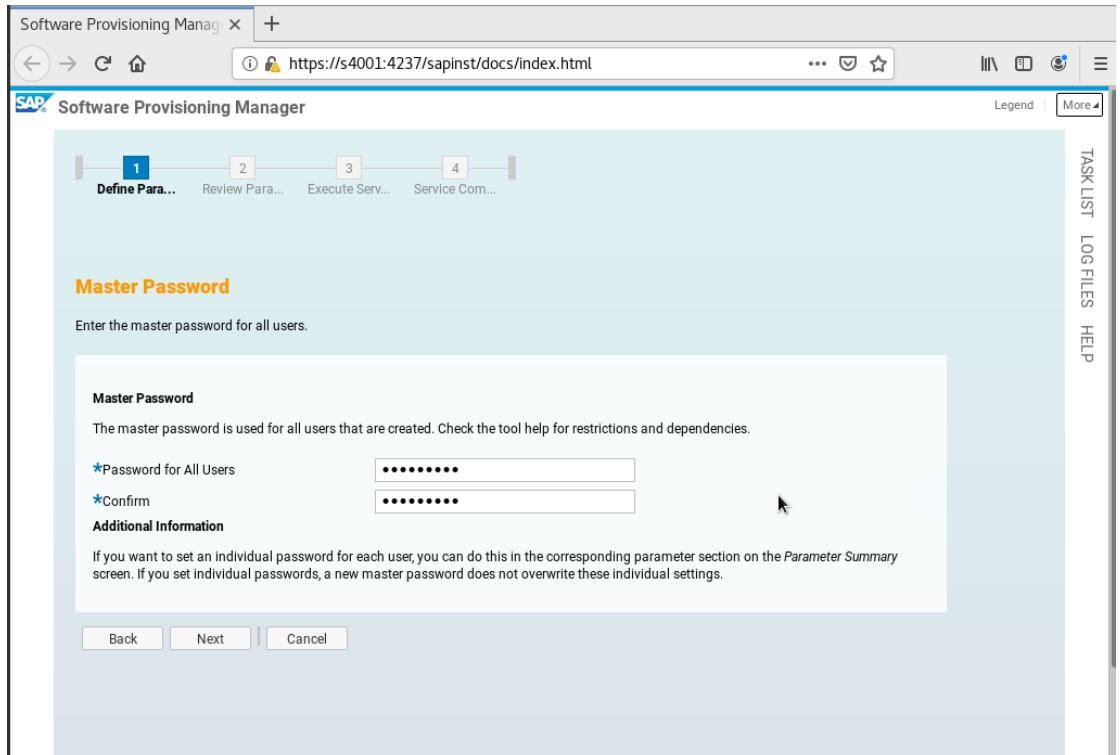 Software Provisioning Manag
https://s4001:4237/sapinst/docs/index.html
SAP Software Provisioning Manager
Legend
More
1
2
3
4
Define Para...
Review Para...
Execute Serv...
Service Com...
TASK LIST
LOG FILES
HELP
Master Password
Enter the master password for all users.
Master Password
The master password is used for all users that are created. Check the tool help for restrictions and dependencies.
*Password for All Users
•••••••••
*Confirm
•••••••••
Additional Information
If you want to set an individual password for each user, you can do this in the corresponding parameter section on the Parameter Summary
screen. If you set individual passwords, a new master password does not overwrite these individual settings.
Back
Next
Cancel